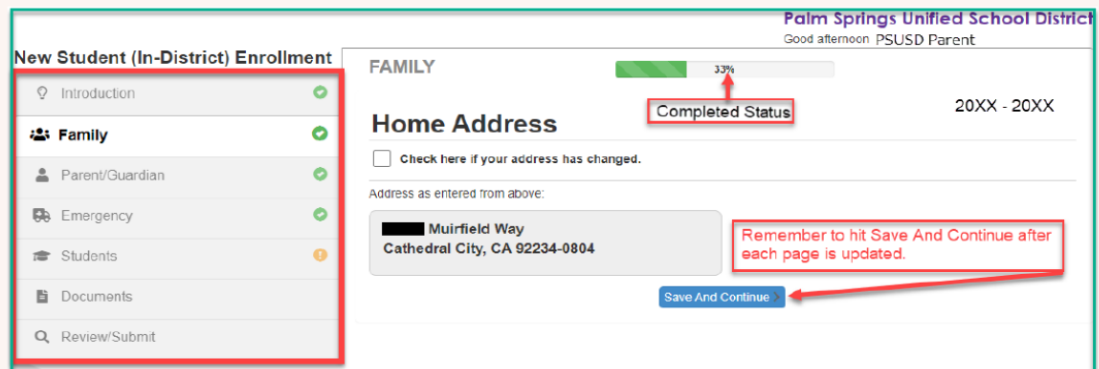 Palm Springs Unified School District
Good afternoon PSUSD Parent
New Student (In-District) Enrollment
Introduction
Family
Parent/Guardian
Emergency
Students
Documents
Review/Submit
FAMILY
33%
Completed Status
20XX - 20XX
Home Address
Check here if your address has changed.
Address as entered from above:
Muirfield Way
Cathedral City, CA 92234-0804
Remember to hit Save And Continue after
each page is updated.
Save And Continue